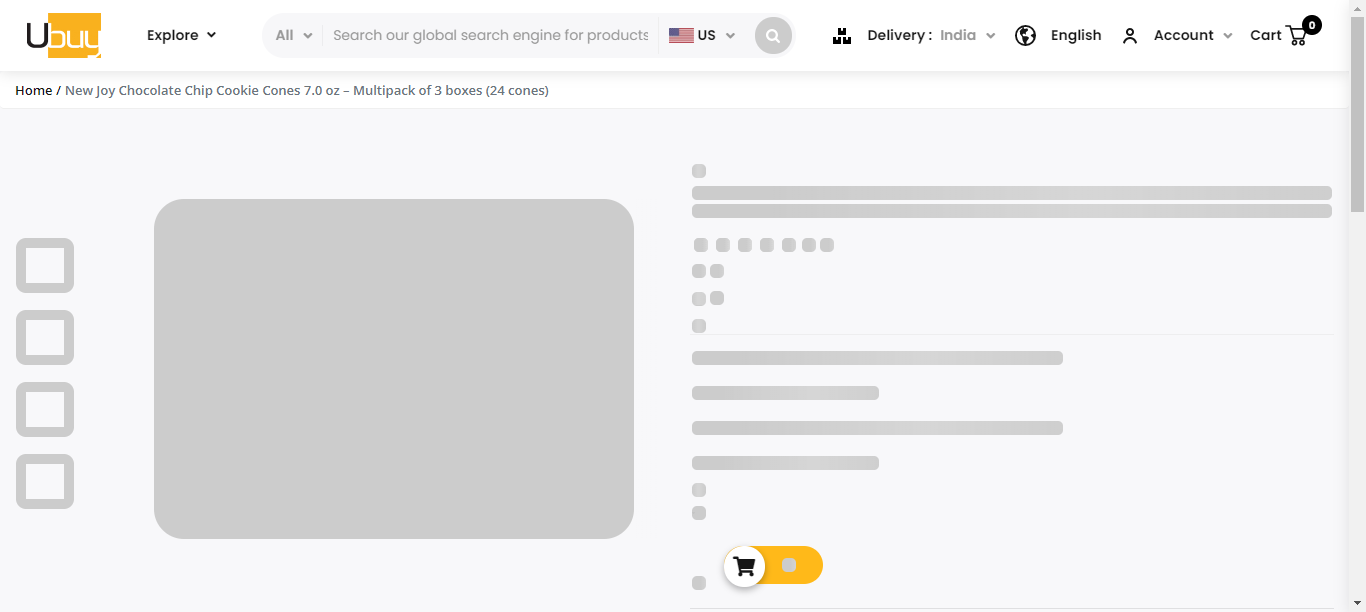 Ubuy
Explore
All
Search our global search engine for products
US
Delivery : India
English
Account
Cart
0
Home / New Joy Chocolate Chip Cookie Cones 7.0 oz – Multipack of 3 boxes (24 cones)